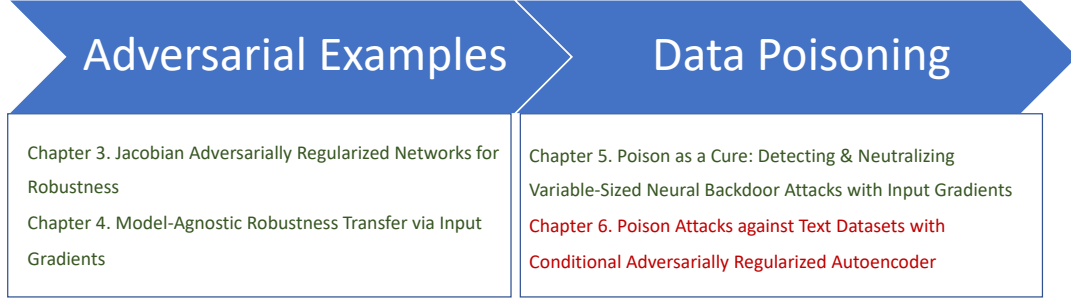 Adversarial Examples
Data Poisoning
Chapter 3. Jacobian Adversarially Regularized Networks for
Robustness
Chapter 4. Model-Agnostic Robustness Transfer via Input
Gradients
Chapter 5. Poison as a Cure: Detecting & Neutralizing
Variable-Sized Neural Backdoor Attacks with Input Gradients
Chapter 6. Poison Attacks against Text Datasets with
Conditional Adversarially Regularized Autoencoder